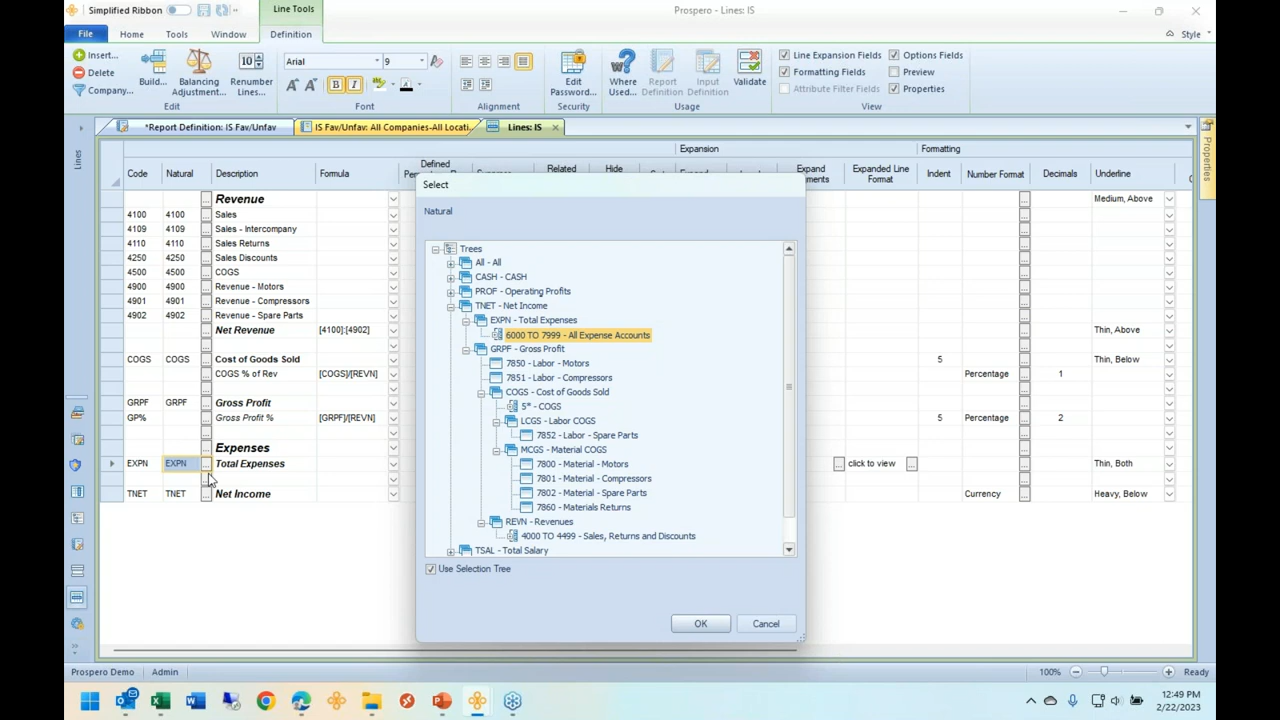 Simplified Ribbon
Line Tools
Prospero - Lines: IS
File
Home
Tools
Window
Definition
Style
Insert...
Delete
Company...
Build...
Balancing
Adjustment...
10
Renumber
Lines...
Edit
Arial
9
B
I
Font
Alignment
Edit
Password...
Security
Where
Used...
Report
Definition
Input
Definition
Validate
Usage
Line Expansion Fields
Formatting Fields
Attribute Filter Fields
Options Fields
Preview
Properties
View
*Report Definition: IS Fav/Unfav
IS Fav/Unfav: All Companies-All Locati...
Lines: IS
Lines
Properties
Expansion
Formatting
Code
Natural
Description
Formula
Defined
Related
Hide
Expand
Expanded Line
Format
Indent
Number Format
Decimals
Underline
Revenue
Medium, Above
4100 4100 Sales
4109 4109 Sales - Intercompany
4110 4110 Sales Returns
4250 4250 Sales Discounts
4500 4500 COGS
4900 4900 Revenue - Motors
4901 4901 Revenue - Compressors
4902 4902 Revenue - Spare Parts
Net Revenue [4100]:[4902] Thin, Above
COGS COGS Cost of Goods Sold 5 Thin, Below
COGS % of Rev [COGS]/[REVN] Percentage 1
GRPF GRPF Gross Profit
GP% Gross Profit % [GRPF]/[REVN] 5 Percentage 2
Expenses
EXPN EXPN Total Expenses click to view Thin, Both
TNET TNET Net Income Currency Heavy, Below
Select
Natural
Trees
All - All
CASH - CASH
PROF - Operating Profits
TNET - Net Income
EXPN - Total Expenses
6000 TO 7999 - All Expense Accounts
GRPF - Gross Profit
7850 - Labor - Motors
7851 - Labor - Compressors
COGS - Cost of Goods Sold
5* - COGS
LCGS - Labor COGS
7852 - Labor - Spare Parts
MCGS - Material COGS
7800 - Material - Motors
7801 - Material - Compressors
7802 - Material - Spare Parts
7860 - Materials Returns
REVN - Revenues
4000 TO 4499 - Sales, Returns and Discounts
TSAL - Total Salary
Use Selection Tree
OK
Cancel
Prospero Demo
Admin
100%
Ready
12:49 PM
2/22/2023